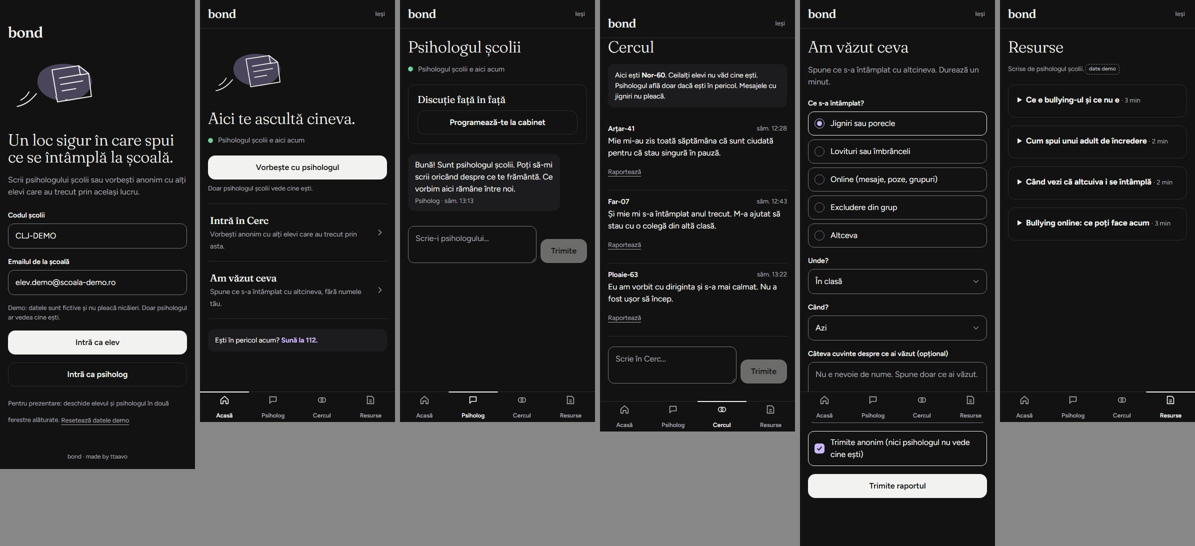 bond
Un loc sigur în care spui
ce se întâmplă la școală.
Scrii psihologului școlii sau vorbești anonim cu alți
elevi care au trecut prin același lucru.
Codul școlii
CLJ-DEMO
Emailul de la școală
elev.demo@scoala-demo.ro
Demo: datele sunt fictive și nu pleacă nicăieri. Doar psihologul
ar vedea cine ești.
Intră ca elev
Intră ca psiholog
Pentru prezentare: deschide elevul și psihologul în două
ferestre alăturate. Resetează datele demo
bond · made by ttaavo
bond
Ieși
Aici te ascultă cineva.
Psihologul școlii e aici acum
Vorbește cu psihologul
Doar psihologul școlii vede cine ești.
Intră în Cerc
Vorbești anonim cu alți elevi care au trecut prin
asta.
Am văzut ceva
Spune ce s-a întâmplat cu altcineva, fără numele
tău.
Ești în pericol acum? Sună la 112.
Acasă
Psiholog
Cercul
Resurse
bond
Ieși
Psihologul școlii
Psihologul școlii e aici acum
Discuție față în față
Programează-te la cabinet
Bună! Sunt psihologul școlii. Poți să-mi
scrii oricând despre ce te frământă. Ce
vorbim aici rămâne între noi.
Psiholog · sâm. 13:13
Scrie-i psihologului...
Trimite
Acasă
Psiholog
Cercul
Resurse
bond
Ieși
Cercul
Aici ești Nor-60. Ceilalți elevi nu văd cine ești.
Psihologul află doar dacă ești în pericol. Mesajele cu
jigniri nu pleacă.
Arțar-41
sâm. 12:28
Mie mi-au zis toată săptămâna că sunt ciudată
pentru că stau singură în pauză.
Raportează
Far-07
sâm. 12:43
Și mie mi s-a întâmplat anul trecut. M-a ajutat să
stau cu o colegă din altă clasă.
Raportează
Ploaie-63
sâm. 13:22
Eu am vorbit cu diriginta și s-a mai calmat. Nu a
fost ușor să încep.
Raportează
Scrie în Cerc...
Trimite
Acasă
Psiholog
Cercul
Resurse
bond
Ieși
Am văzut ceva
Spune ce s-a întâmplat cu altcineva. Durează un
minut.
Ce s-a întâmplat?
Jigniri sau porecle
Lovituri sau îmbrânceli
Online (mesaje, poze, grupuri)
Excludere din grup
Altceva
Unde?
În clasă
Când?
Azi
Câteva cuvinte despre ce ai văzut (opțional)
Nu e nevoie de nume. Spune doar ce ai văzut.
Acasă
Psiholog
Cercul
Resurse
Trimite anonim (nici psihologul nu vede
cine ești)
Trimite raportul
bond
Ieși
Resurse
Scrise de psihologul școlii. date demo
Ce e bullying-ul și ce nu e · 3 min
Cum spui unui adult de încredere · 2 min
Când vezi că altcuiva i se întâmplă · 2 min
Bullying online: ce poți face acum · 3 min
Acasă
Psiholog
Cercul
Resurse